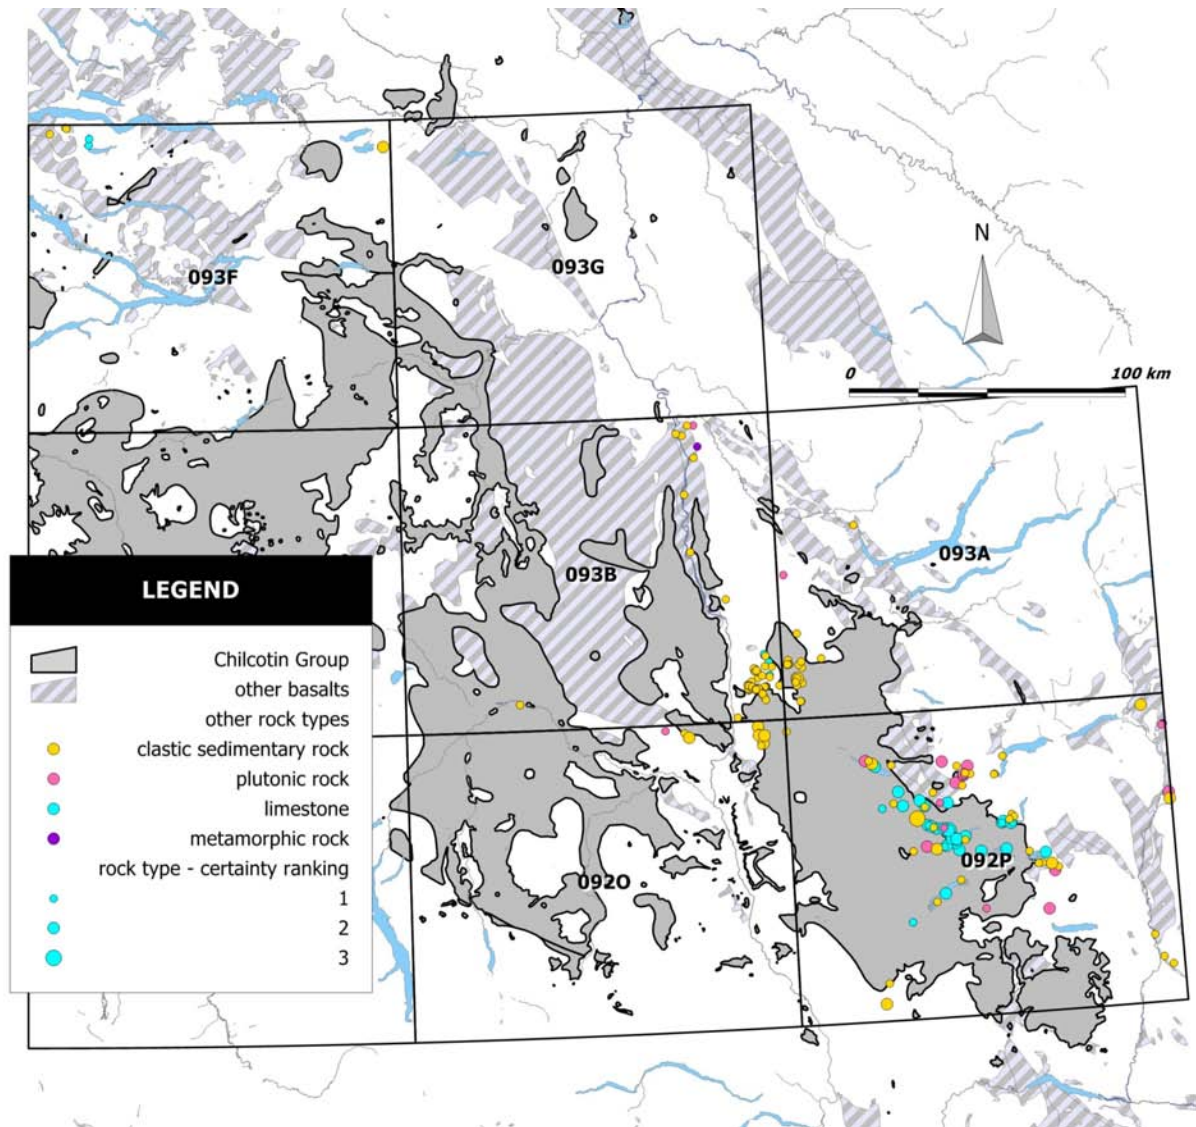 N
093F
093G
0 100 km
093A
093B
LEGEND
Chilcotin Group
other basalts
other rock types
clastic sedimentary rock
plutonic rock
limestone
metamorphic rock
rock type - certainty ranking
1
2
3
092P
092O